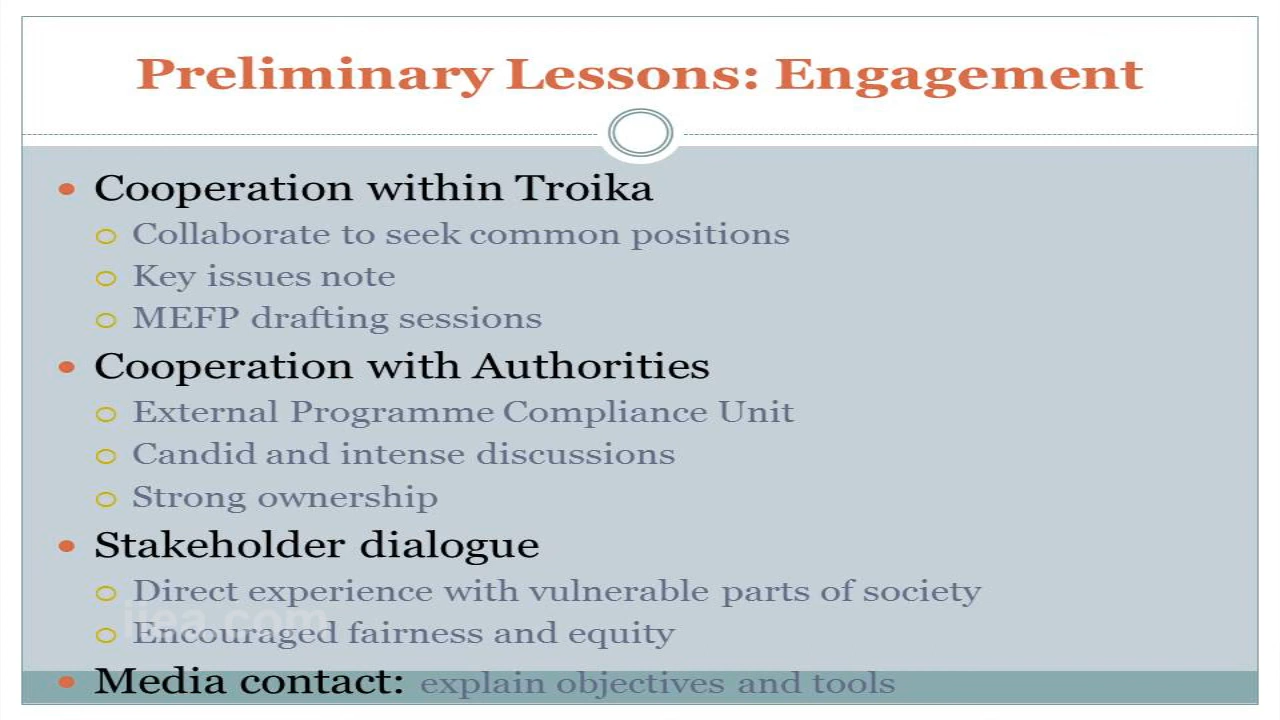 Preliminary Lessons: Engagement
Cooperation within Troika
Collaborate to seek common positions
Key issues note
MEFP drafting sessions
Cooperation with Authorities
External Programme Compliance Unit
Candid and intense discussions
Strong ownership
Stakeholder dialogue
Direct experience with vulnerable parts of society
iiea.com
Encouraged fairness and equity
Media contact: explain objectives and tools